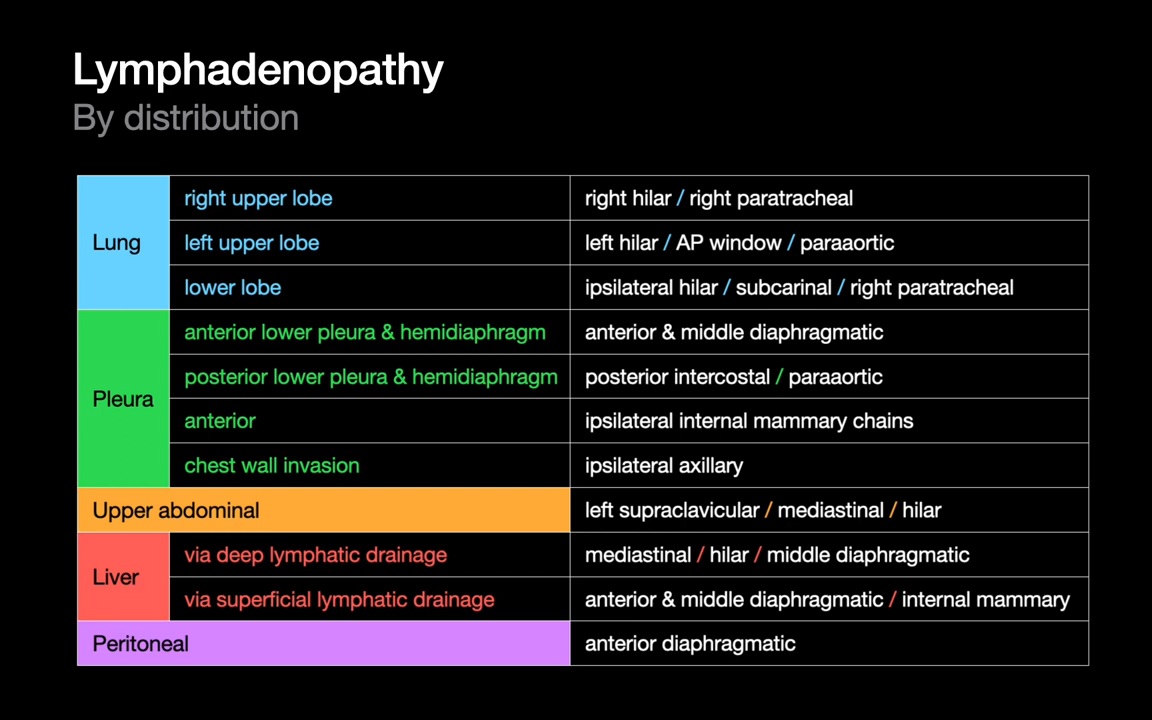 Lymphadenopathy
By distribution
Lung
right upper lobe
right hilar / right paratracheal
left upper lobe
left hilar / AP window / paraaortic
lower lobe
ipsilateral hilar / subcarinal / right paratracheal
Pleura
anterior lower pleura & hemidiaphragm
anterior & middle diaphragmatic
posterior lower pleura & hemidiaphragm
posterior intercostal / paraaortic
anterior
ipsilateral internal mammary chains
chest wall invasion
ipsilateral axillary
Upper abdominal
left supraclavicular / mediastinal / hilar
Liver
via deep lymphatic drainage
mediastinal / hilar / middle diaphragmatic
via superficial lymphatic drainage
anterior & middle diaphragmatic / internal mammary
Peritoneal
anterior diaphragmatic